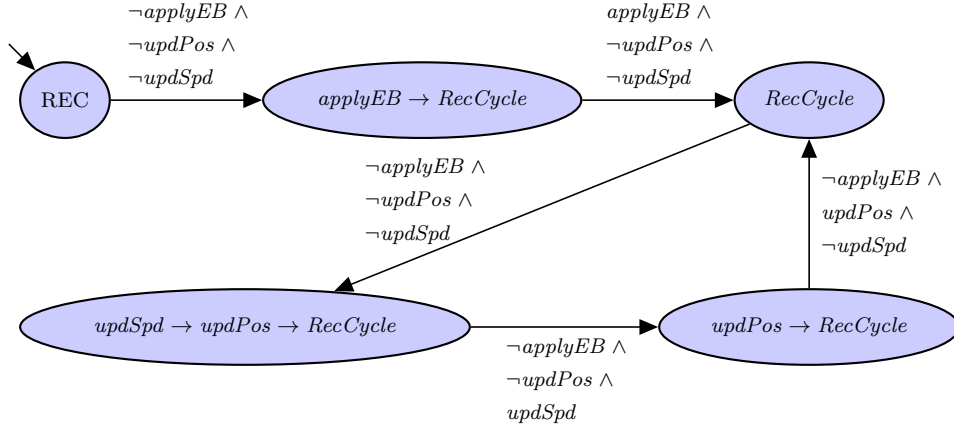 ¬applyEB ∧
¬updPos ∧
¬updSpd
applyEB ∧
¬updPos ∧
¬updSpd
REC
applyEB → RecCycle
RecCycle
¬applyEB ∧
¬updPos ∧
¬updSpd
¬applyEB ∧
updPos ∧
¬updSpd
updSpd → updPos → RecCycle
updPos → RecCycle
¬applyEB ∧
¬updPos ∧
updSpd